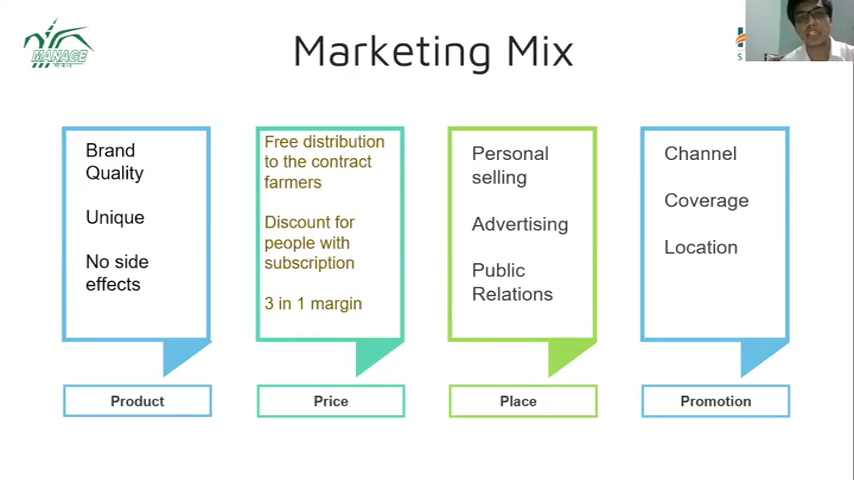 MANAGE
Marketing Mix
Brand
Quality
Unique
No side
effects
Product
Free distribution
to the contract
farmers
Discount for
people with
subscription
3 in 1 margin
Price
Personal
selling
Advertising
Public
Relations
Place
Channel
Coverage
Location
Promotion